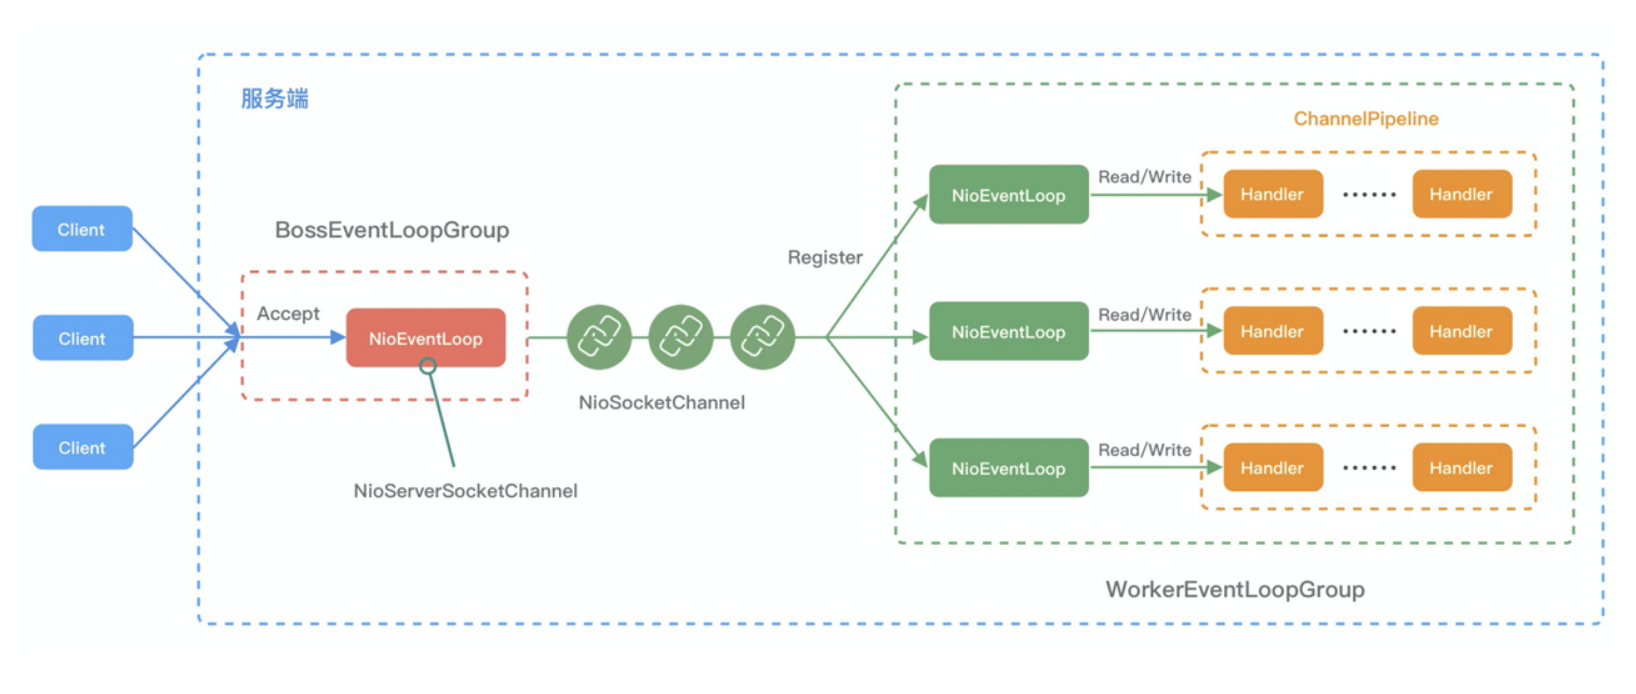 服务端
Client
Client
Client
BossEventLoopGroup
Accept
NioEventLoop
NioServerSocketChannel
NioSocketChannel
Register
ChannelPipeline
NioEventLoop
Read/Write
Handler
......
Handler
NioEventLoop
Read/Write
Handler
......
Handler
NioEventLoop
Read/Write
Handler
......
Handler
WorkerEventLoopGroup